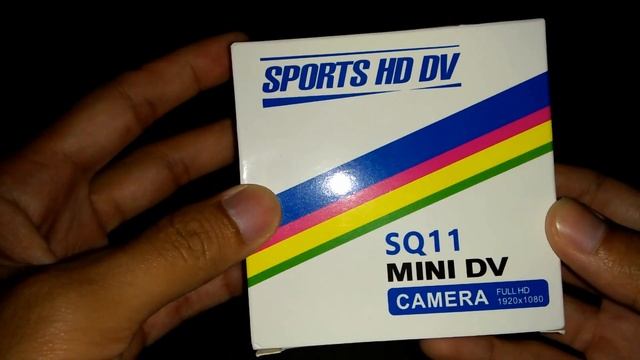 SPORTS HD DV
SQ11
MINI DV
CAMERA
FULL HD
1920x1080